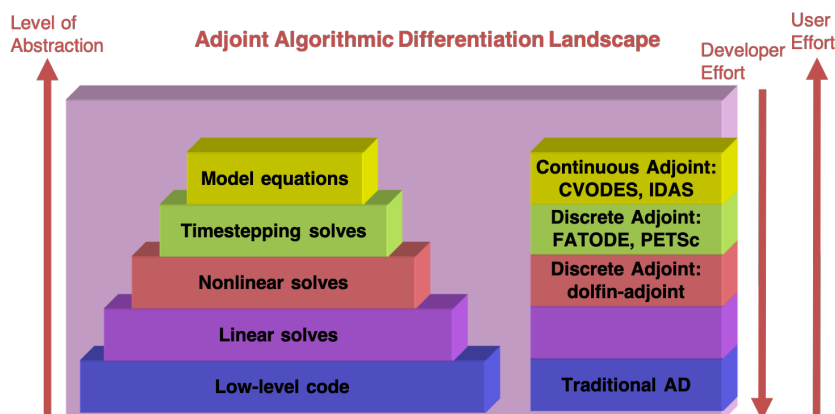 Level of
Abstraction
Adjoint Algorithmic Differentiation Landscape
Developer
Effort
User
Effort
Model equations
Timestepping solves
Nonlinear solves
Linear solves
Low-level code
Continuous Adjoint:
CVODES, IDAS
Discrete Adjoint:
FATODE, PETSc
Discrete Adjoint:
dolfin-adjoint
Traditional AD